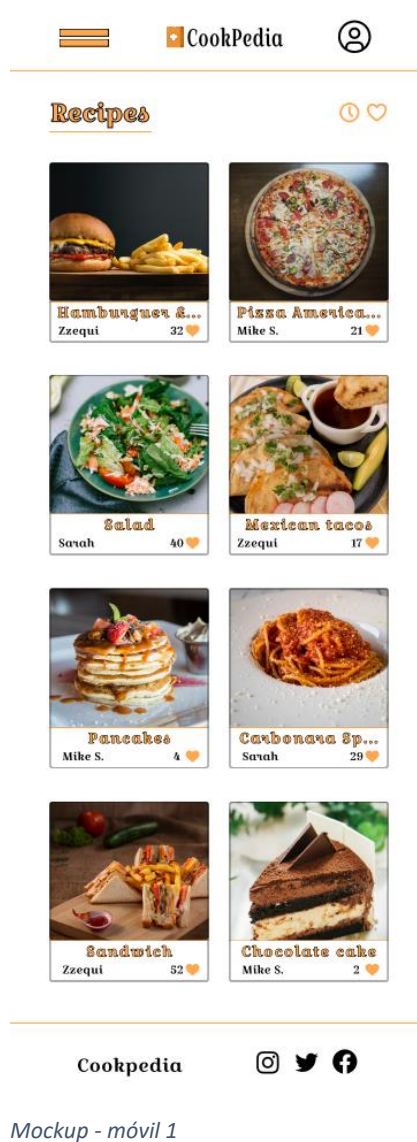 CookPedia
Recipes
Hamburguer &...
Zzequi 32
Pizza America...
Mike S. 21
Salad
Sarah 40
Mexican tacos
Zzequi 17
Pancakes
Mike S. 4
Carbonara Sp...
Sarah 29
Sandwich
Zzequi 52
Chocolate cake
Mike S. 2
Cookpedia
Mockup - móvil 1